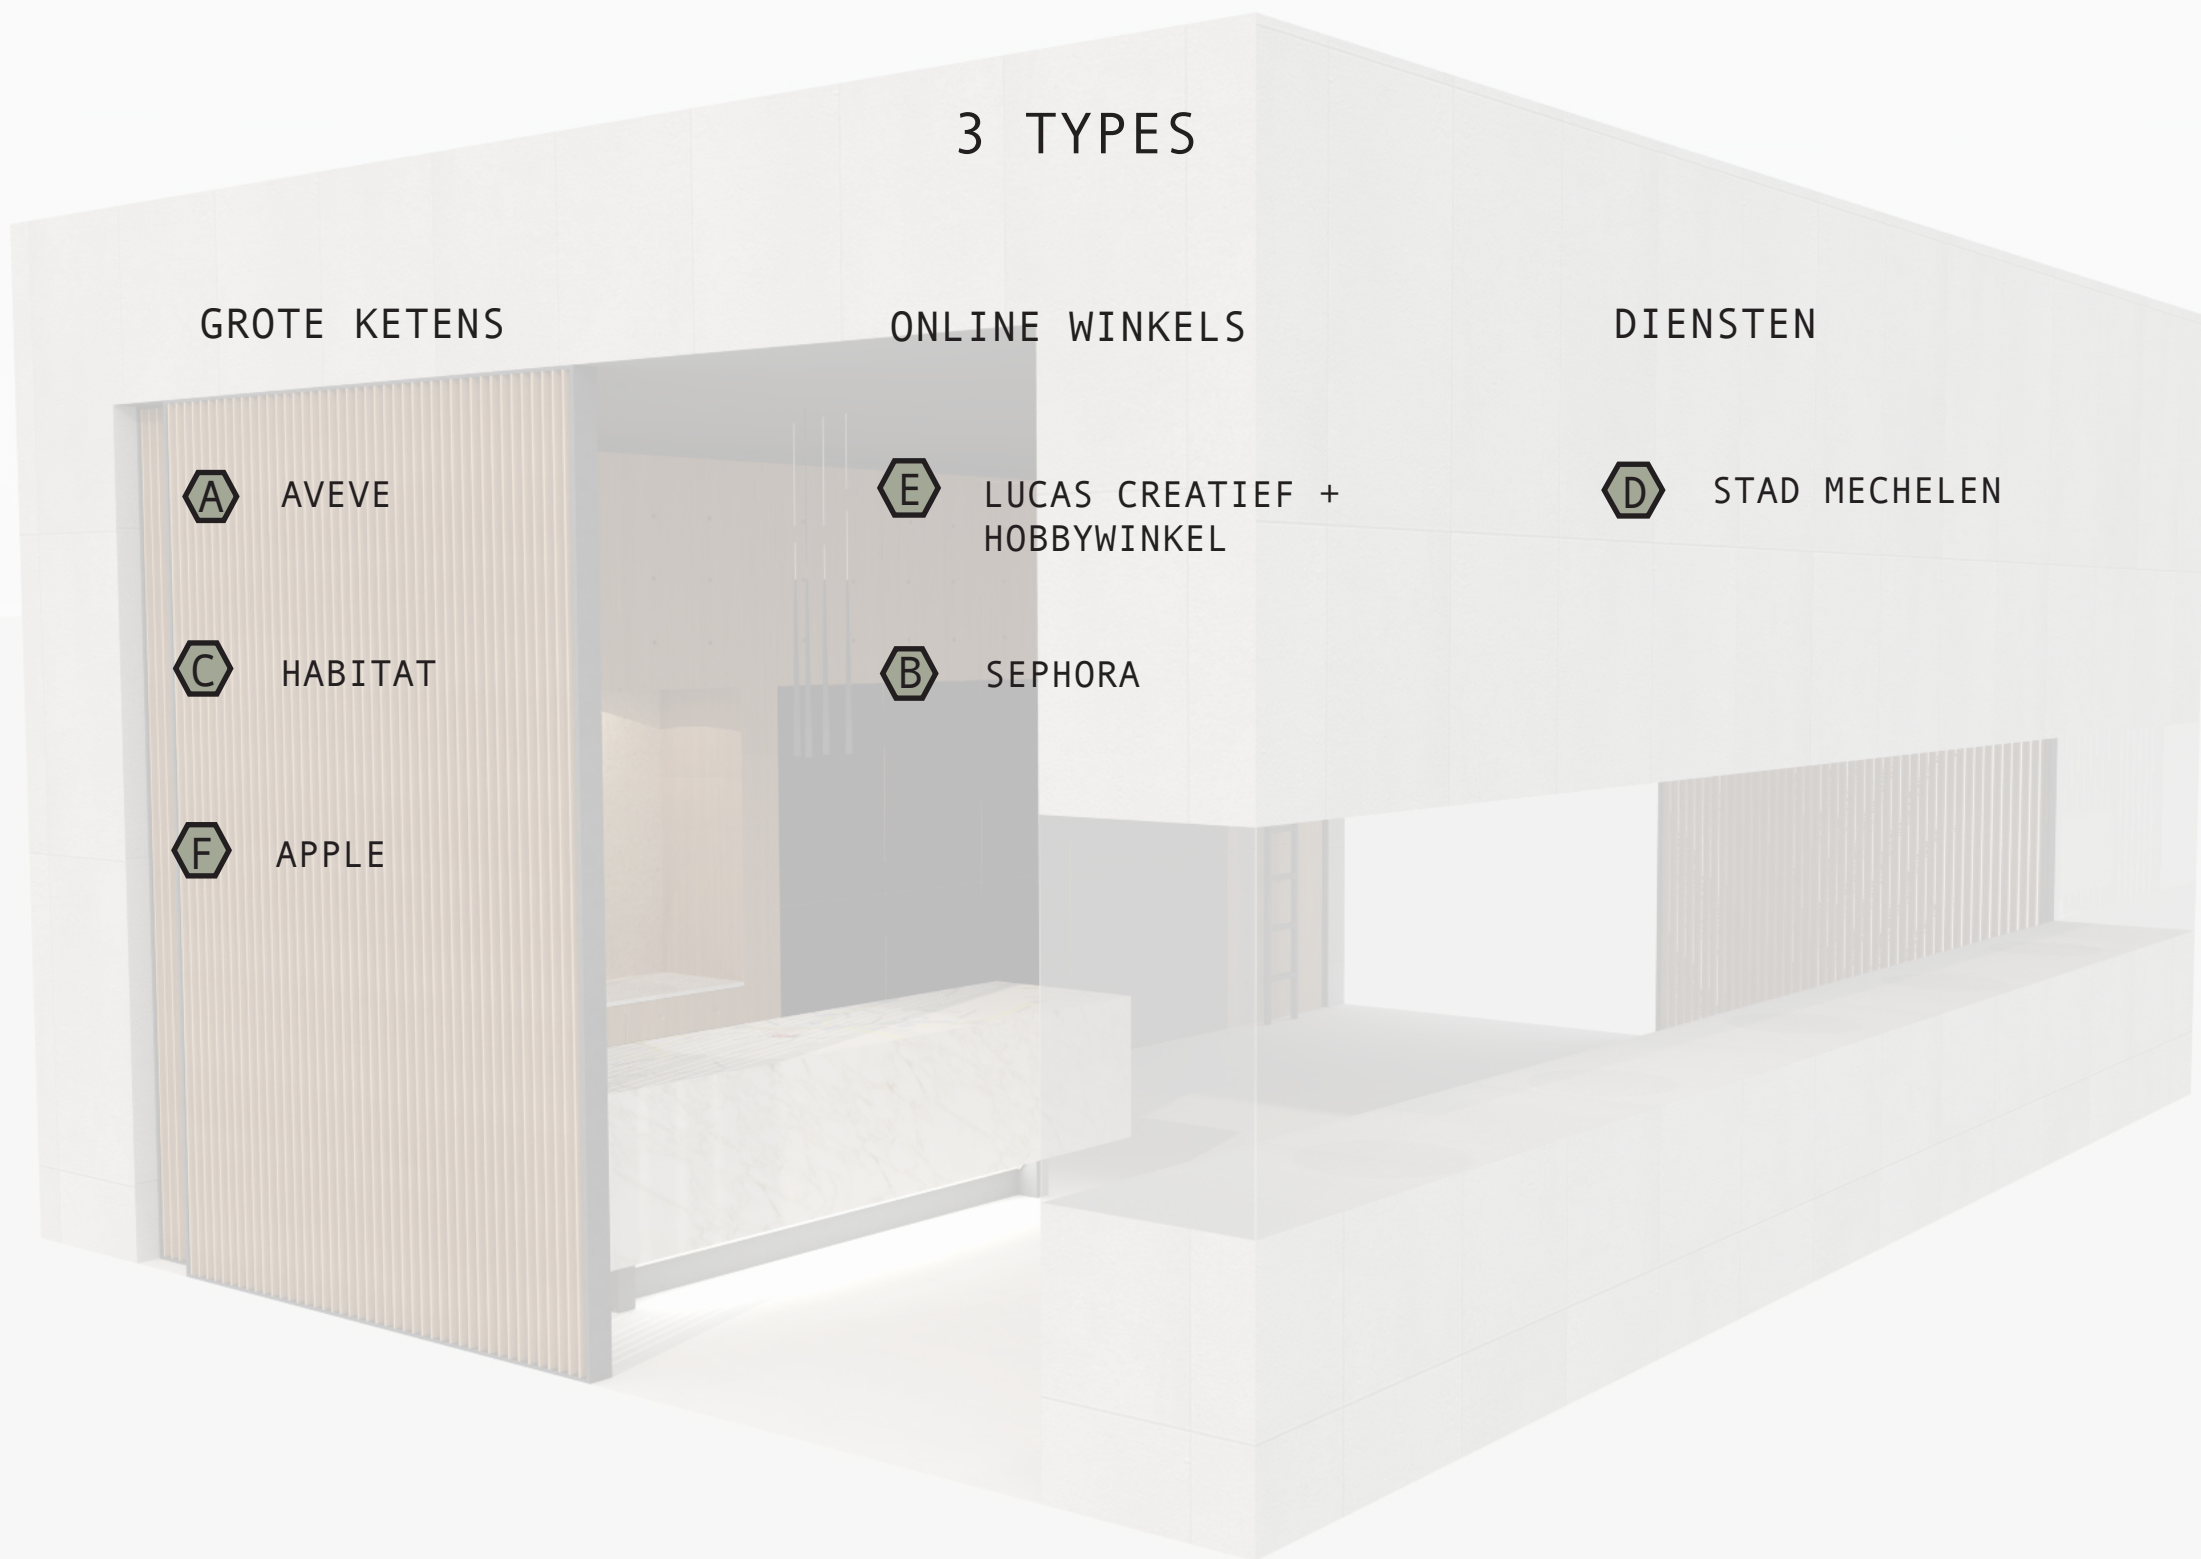 3 TYPES
GROTE KETENS
A AVEVE
C HABITAT
F APPLE
ONLINE WINKELS
E LUCAS CREATIEF +
HOBBYWINKEL
B SEPHORA
DIENSTEN
D STAD MECHELEN